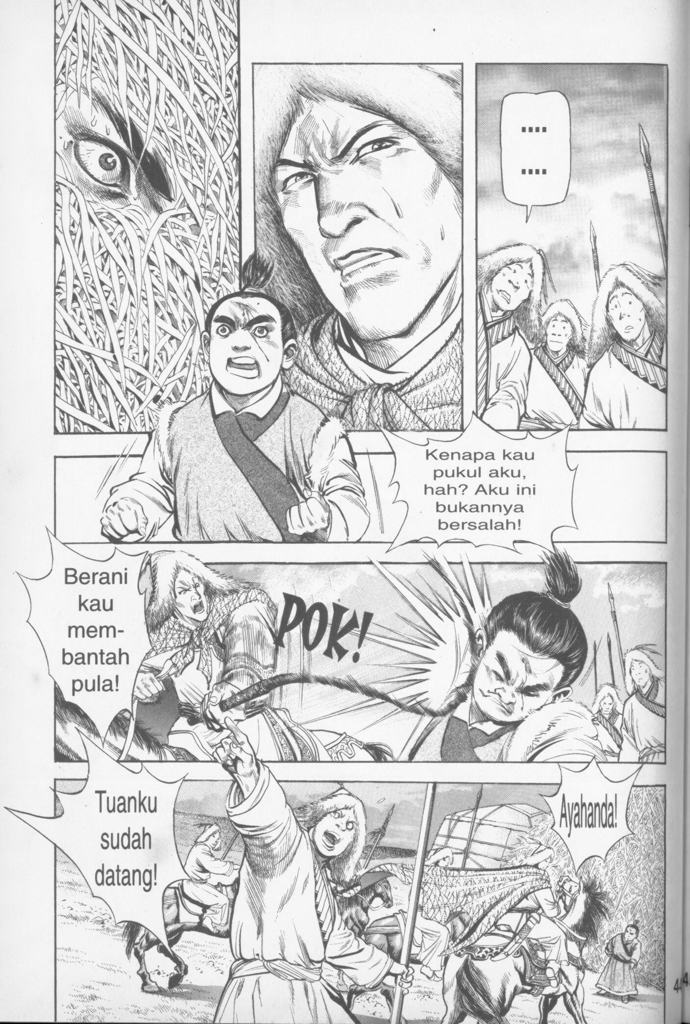 ....
....
Kenapa kau
pukul aku,
hah? Aku ini
bukannya
bersalah!
Berani
kau
mem-
bantah
pula!
POK!
Tuanku
sudah
datang!
Ayahanda!